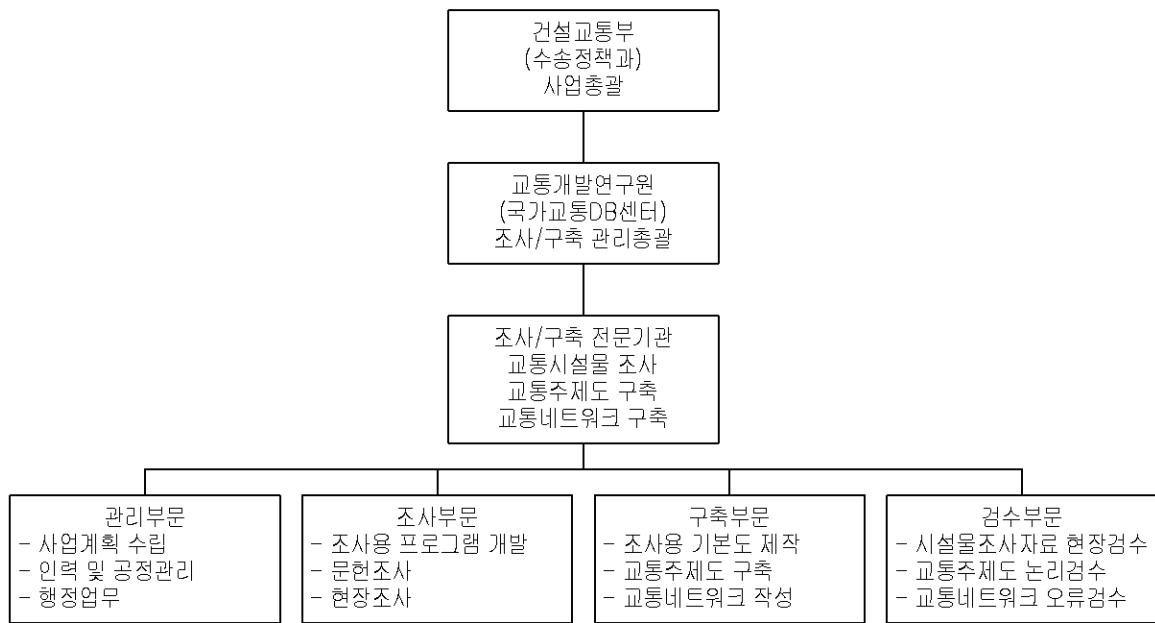 건설교통부
(수송정책과)
사업총괄
교통개발연구원
(국가교통DB센터)
조사/구축 관리총괄
조사/구축 전문기관
교통시설물 조사
교통주제도 구축
교통네트워크 구축
관리부문
- 사업계획 수립
- 인력 및 공정관리
- 행정업무
조사부문
- 조사용 프로그램 개발
- 문헌조사
- 현장조사
구축부문
- 조사용 기본도 제작
- 교통주제도 구축
- 교통네트워크 작성
검수부문
- 시설물조사자료 현장검수
- 교통주제도 논리검수
- 교통네트워크 오류검수